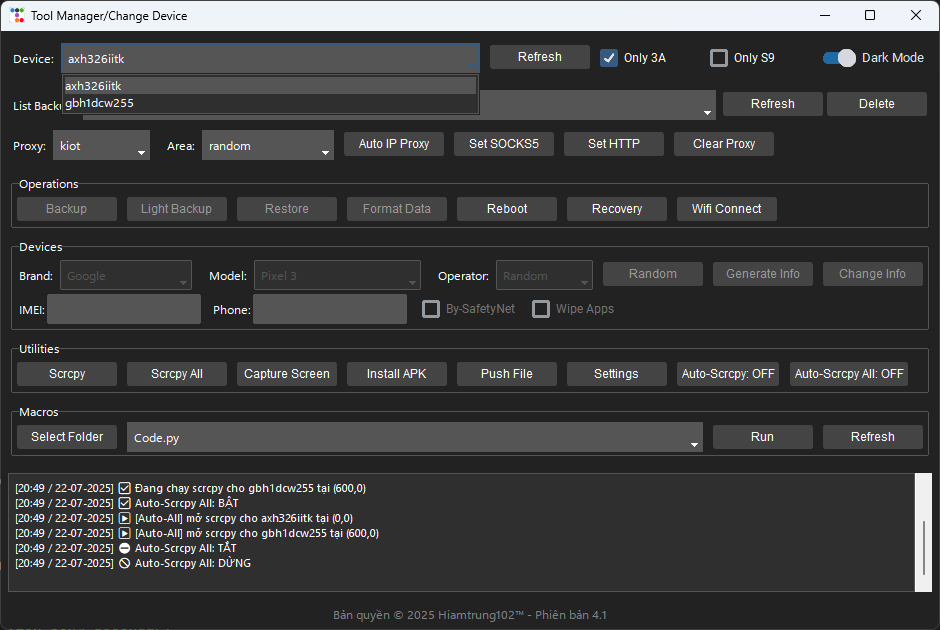 Tool Manager/Change Device
Device: axh326iitk Refresh Only 3A Only S9 Dark Mode
axh326iitk
gbh1dcw255
List Backu Refresh Delete
Proxy: kiot Area: random Auto IP Proxy Set SOCKS5 Set HTTP Clear Proxy
Operations
Backup Light Backup Restore Format Data Reboot Recovery Wifi Connect
Devices
Brand: Google Model: Pixel 3 Operator: Random Random Generate Info Change Info
IMEI: Phone: By-SafetyNet Wipe Apps
Utilities
Scrcpy Scrcpy All Capture Screen Install APK Push File Settings Auto-Scrcpy: OFF Auto-Scrcpy All: OFF
Macros
Select Folder Code.py Run Refresh
[20:49 / 22-07-2025] Đang chạy scrcpy cho gbh1dcw255 tại (600,0)
[20:49 / 22-07-2025] Auto-Scrcpy All: BẬT
[20:49 / 22-07-2025] [Auto-All] mở scrcpy cho axh326iitk tại (0,0)
[20:49 / 22-07-2025] [Auto-All] mở scrcpy cho gbh1dcw255 tại (600,0)
[20:49 / 22-07-2025] Auto-Scrcpy All: TẮT
[20:49 / 22-07-2025] Auto-Scrcpy All: DỪNG
Bản quyền © 2025 Hiamtrung102™ - Phiên bản 4.1